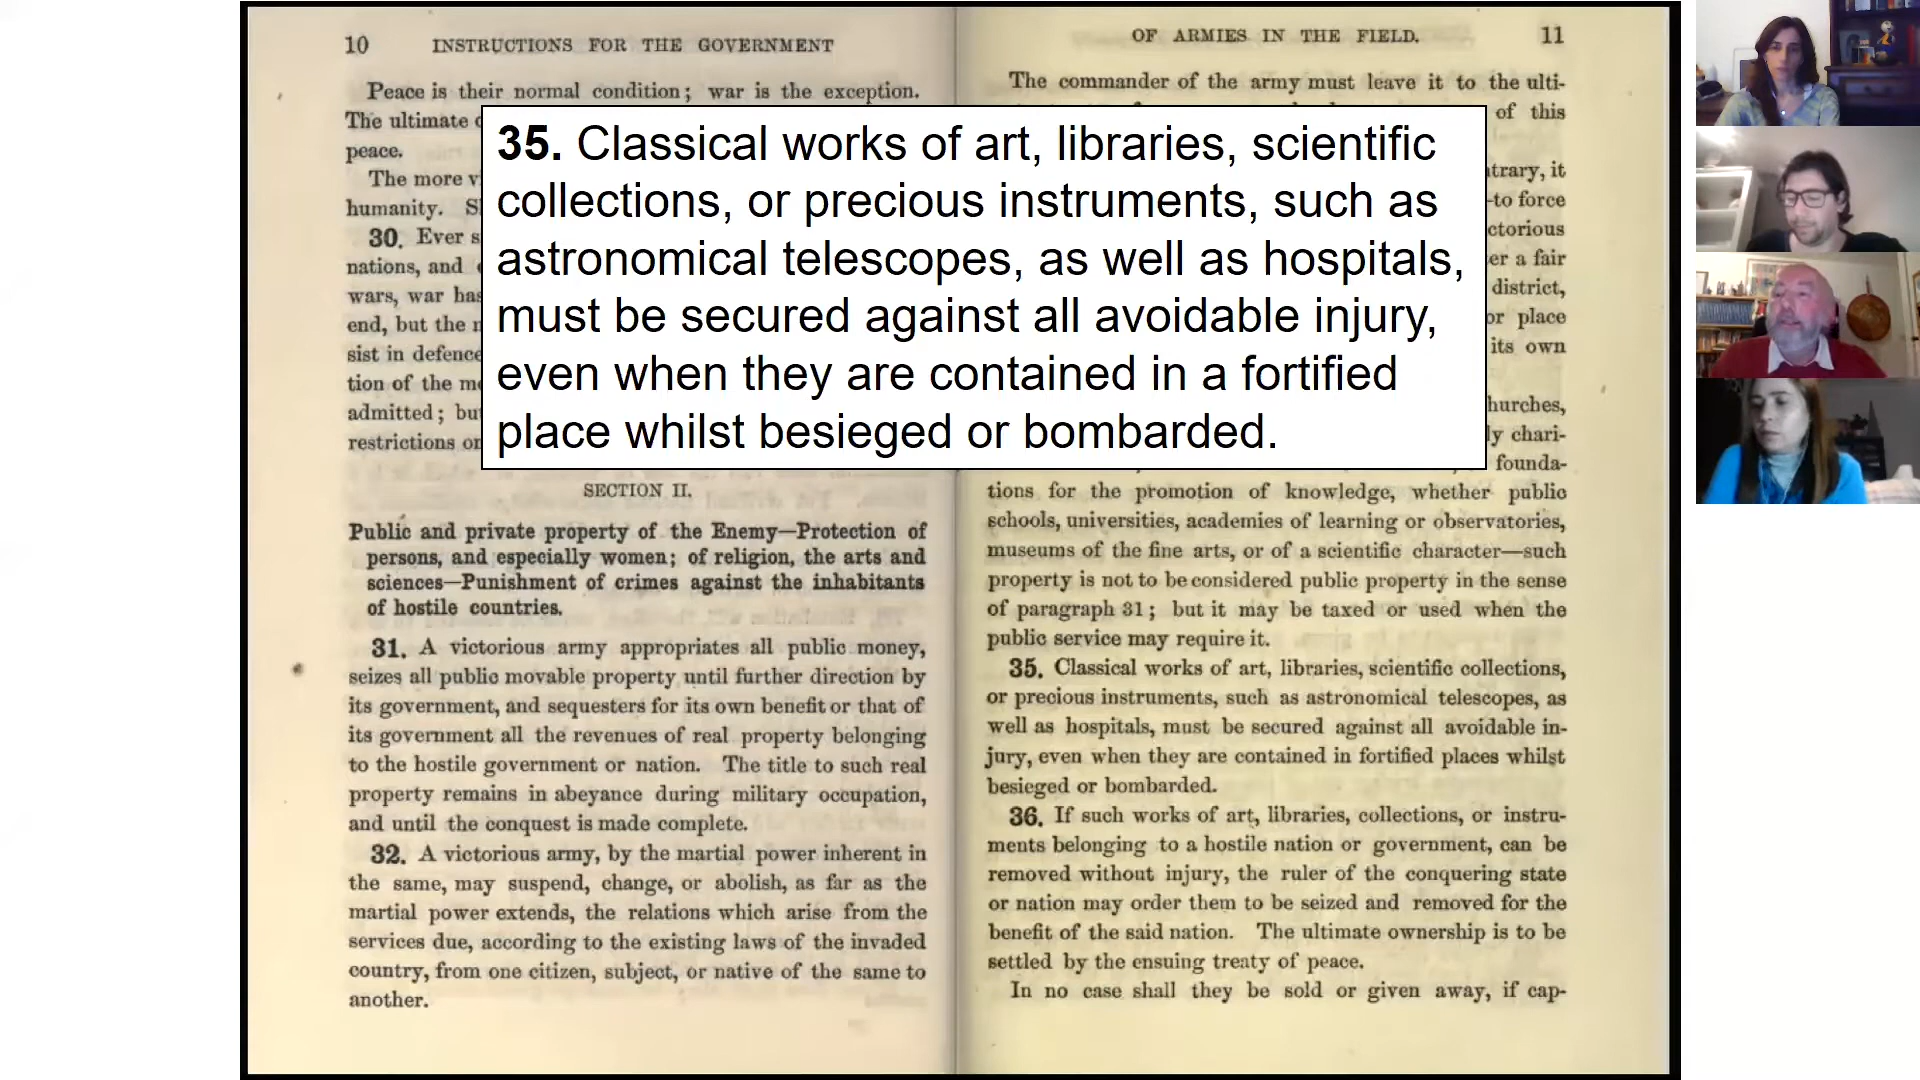 10 INSTRUCTIONS FOR THE GOVERNMENT
Peace is their normal condition; war is the exception.
The ultimate
peace.
The more
humanity.
30. Ever
nations, and
wars, war has
end, but the
sist in defence
tion of the
admitted;
restrictions
SECTION II.
Public and private property of the Enemy—Protection of
persons, and especially women; of religion, the arts and
sciences—Punishment of crimes against the inhabitants
of hostile countries.
31. A victorious army appropriates all public money,
seizes all public movable property until further direction by
its government, and sequesters for its own benefit or that of
its government all the revenues of real property belonging
to the hostile government or nation. The title to such real
property remains in abeyance during military occupation,
and until the conquest is made complete.
32. A victorious army, by the martial power inherent in
the same, may suspend, change, or abolish, as far as the
martial power extends, the relations which arise from the
services due, according to the existing laws of the invaded
country, from one citizen, subject, or native of the same to
another.
35. Classical works of art, libraries, scientific
collections, or precious instruments, such as
astronomical telescopes, as well as hospitals,
must be secured against all avoidable injury,
even when they are contained in a fortified
place whilst besieged or bombarded.
OF ARMIES IN THE FIELD. 11
The commander of the army must leave it to the ulti-
of this
trary, it
to force
ctorious
er a fair
district,
or place
its own
hurches,
ly chari-
founda-
tions for the promotion of knowledge, whether public
schools, universities, academies of learning or observatories,
museums of the fine arts, or of a scientific character—such
property is not to be considered public property in the sense
of paragraph 31; but it may be taxed or used when the
public service may require it.
35. Classical works of art, libraries, scientific collections,
or precious instruments, such as astronomical telescopes, as
well as hospitals, must be secured against all avoidable in-
jury, even when they are contained in fortified places whilst
besieged or bombarded.
36. If such works of art, libraries, collections, or instru-
ments belonging to a hostile nation or government, can be
removed without injury, the ruler of the conquering state
or nation may order them to be seized and removed for the
benefit of the said nation. The ultimate ownership is to be
settled by the ensuing treaty of peace.
In no case shall they be sold or given away, if cap-